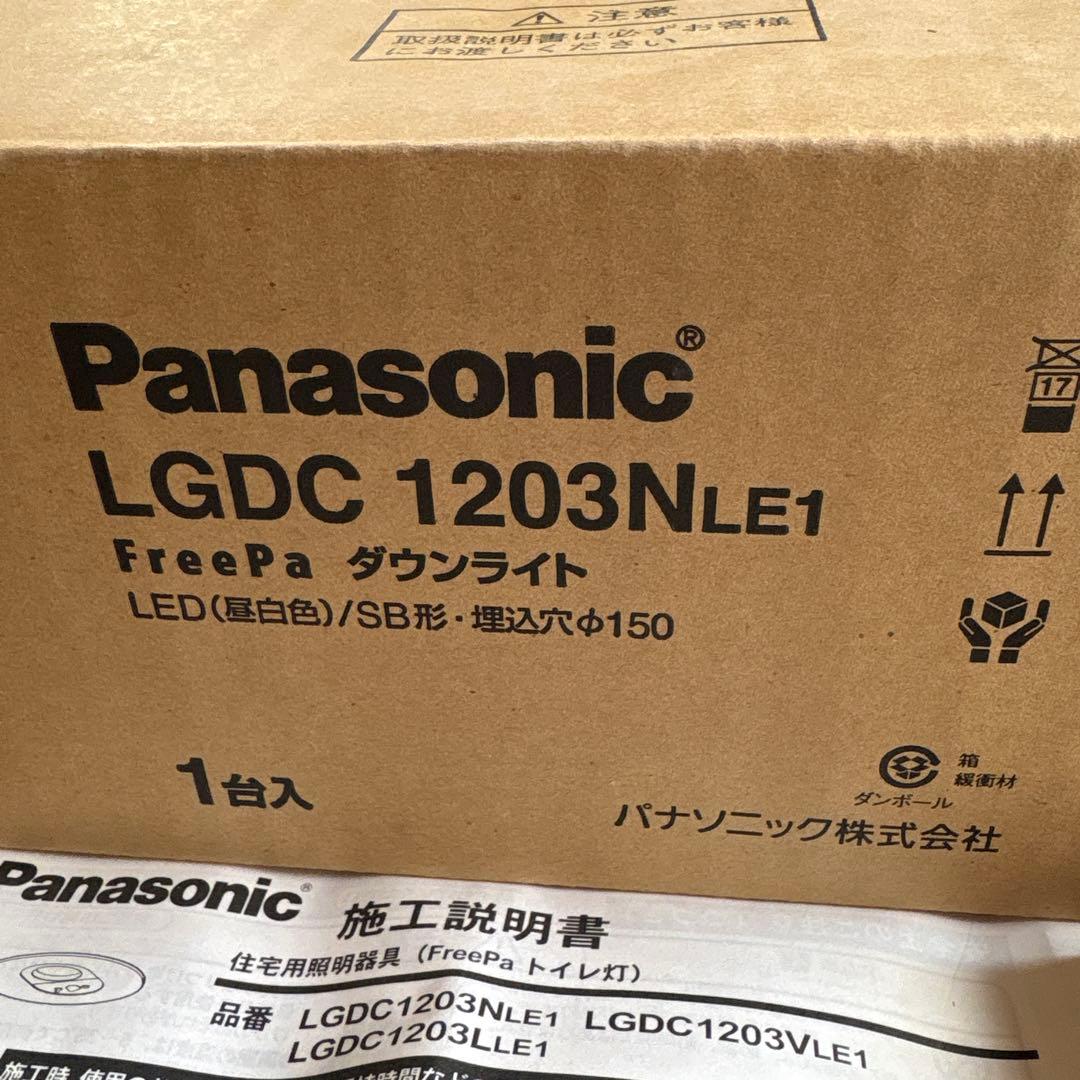 ⚠ 注意
取扱説明書は必ずお客様
にお渡しください
Panasonic®
LGDC 1203NLE1
FreePa ダウンライト
LED(昼白色)/SB形・埋込穴φ150
17
1台入
箱
緩衝材
ダンボール
パナソニック株式会社
Panasonic®
施工説明書
住宅用照明器具(FreePa トイレ灯)
品番 LGDC1203NLE1 LGDC1203VLE1
LGDC1203LLE1